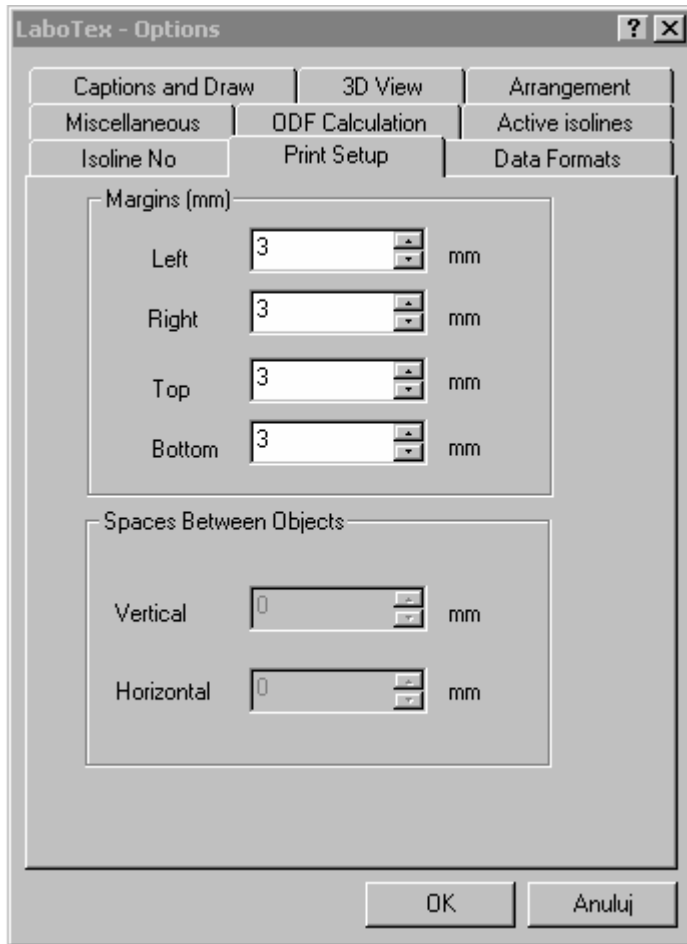 LaboTex - Options
Captions and Draw 3D View Arrangement
Miscellaneous ODF Calculation Active isolines
Isoline No Print Setup Data Formats
Margins (mm)
Left 3 mm
Right 3 mm
Top 3 mm
Bottom 3 mm
Spaces Between Objects
Vertical 0 mm
Horizontal 0 mm
OK Anuluj